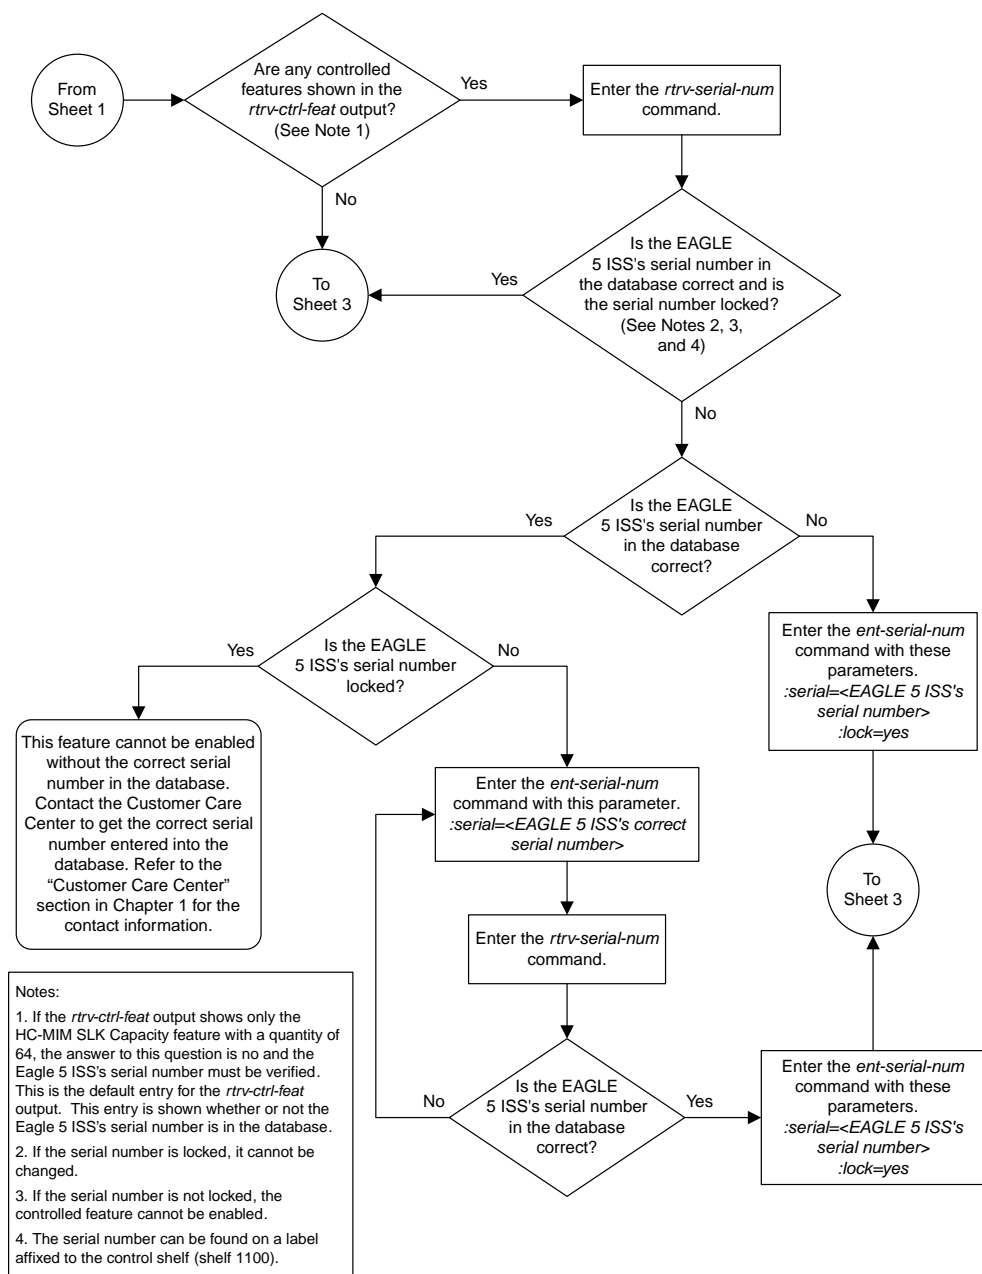 From
Sheet 1
Are any controlled
features shown in the
rtrv-ctrl-feat output?
(See Note 1)
Yes
Enter the rtrv-serial-num
command.
No
To
Sheet 3
Yes
Is the EAGLE
5 ISS's serial number in
the database correct and is
the serial number locked?
(See Notes 2, 3,
and 4)
No
Yes
Is the EAGLE
5 ISS's serial number
in the database
correct?
No
Yes
Is the EAGLE
5 ISS's serial number
locked?
No
Enter the ent-serial-num
command with these
parameters.
:serial=<EAGLE 5 ISS's
serial number>
:lock=yes
This feature cannot be enabled
without the correct serial
number in the database.
Contact the Customer Care
Center to get the correct serial
number entered into the
database. Refer to the
“Customer Care Center”
section in Chapter 1 for the
contact information.
Enter the ent-serial-num
command with this parameter.
:serial=<EAGLE 5 ISS's correct
serial number>
To
Sheet 3
Enter the rtrv-serial-num
command.
No
Is the EAGLE
5 ISS's serial number
in the database
correct?
Yes
Enter the ent-serial-num
command with these
parameters.
:serial=<EAGLE 5 ISS's
serial number>
:lock=yes
Notes:
1. If the rtrv-ctrl-feat output shows only the
HC-MIM SLK Capacity feature with a quantity of
64, the answer to this question is no and the
Eagle 5 ISS's serial number must be verified.
This is the default entry for the rtrv-ctrl-feat
output.  This entry is shown whether or not the
Eagle 5 ISS's serial number is in the database.
2. If the serial number is locked, it cannot be
changed.
3. If the serial number is not locked, the
controlled feature cannot be enabled.
4. The serial number can be found on a label
affixed to the control shelf (shelf 1100).